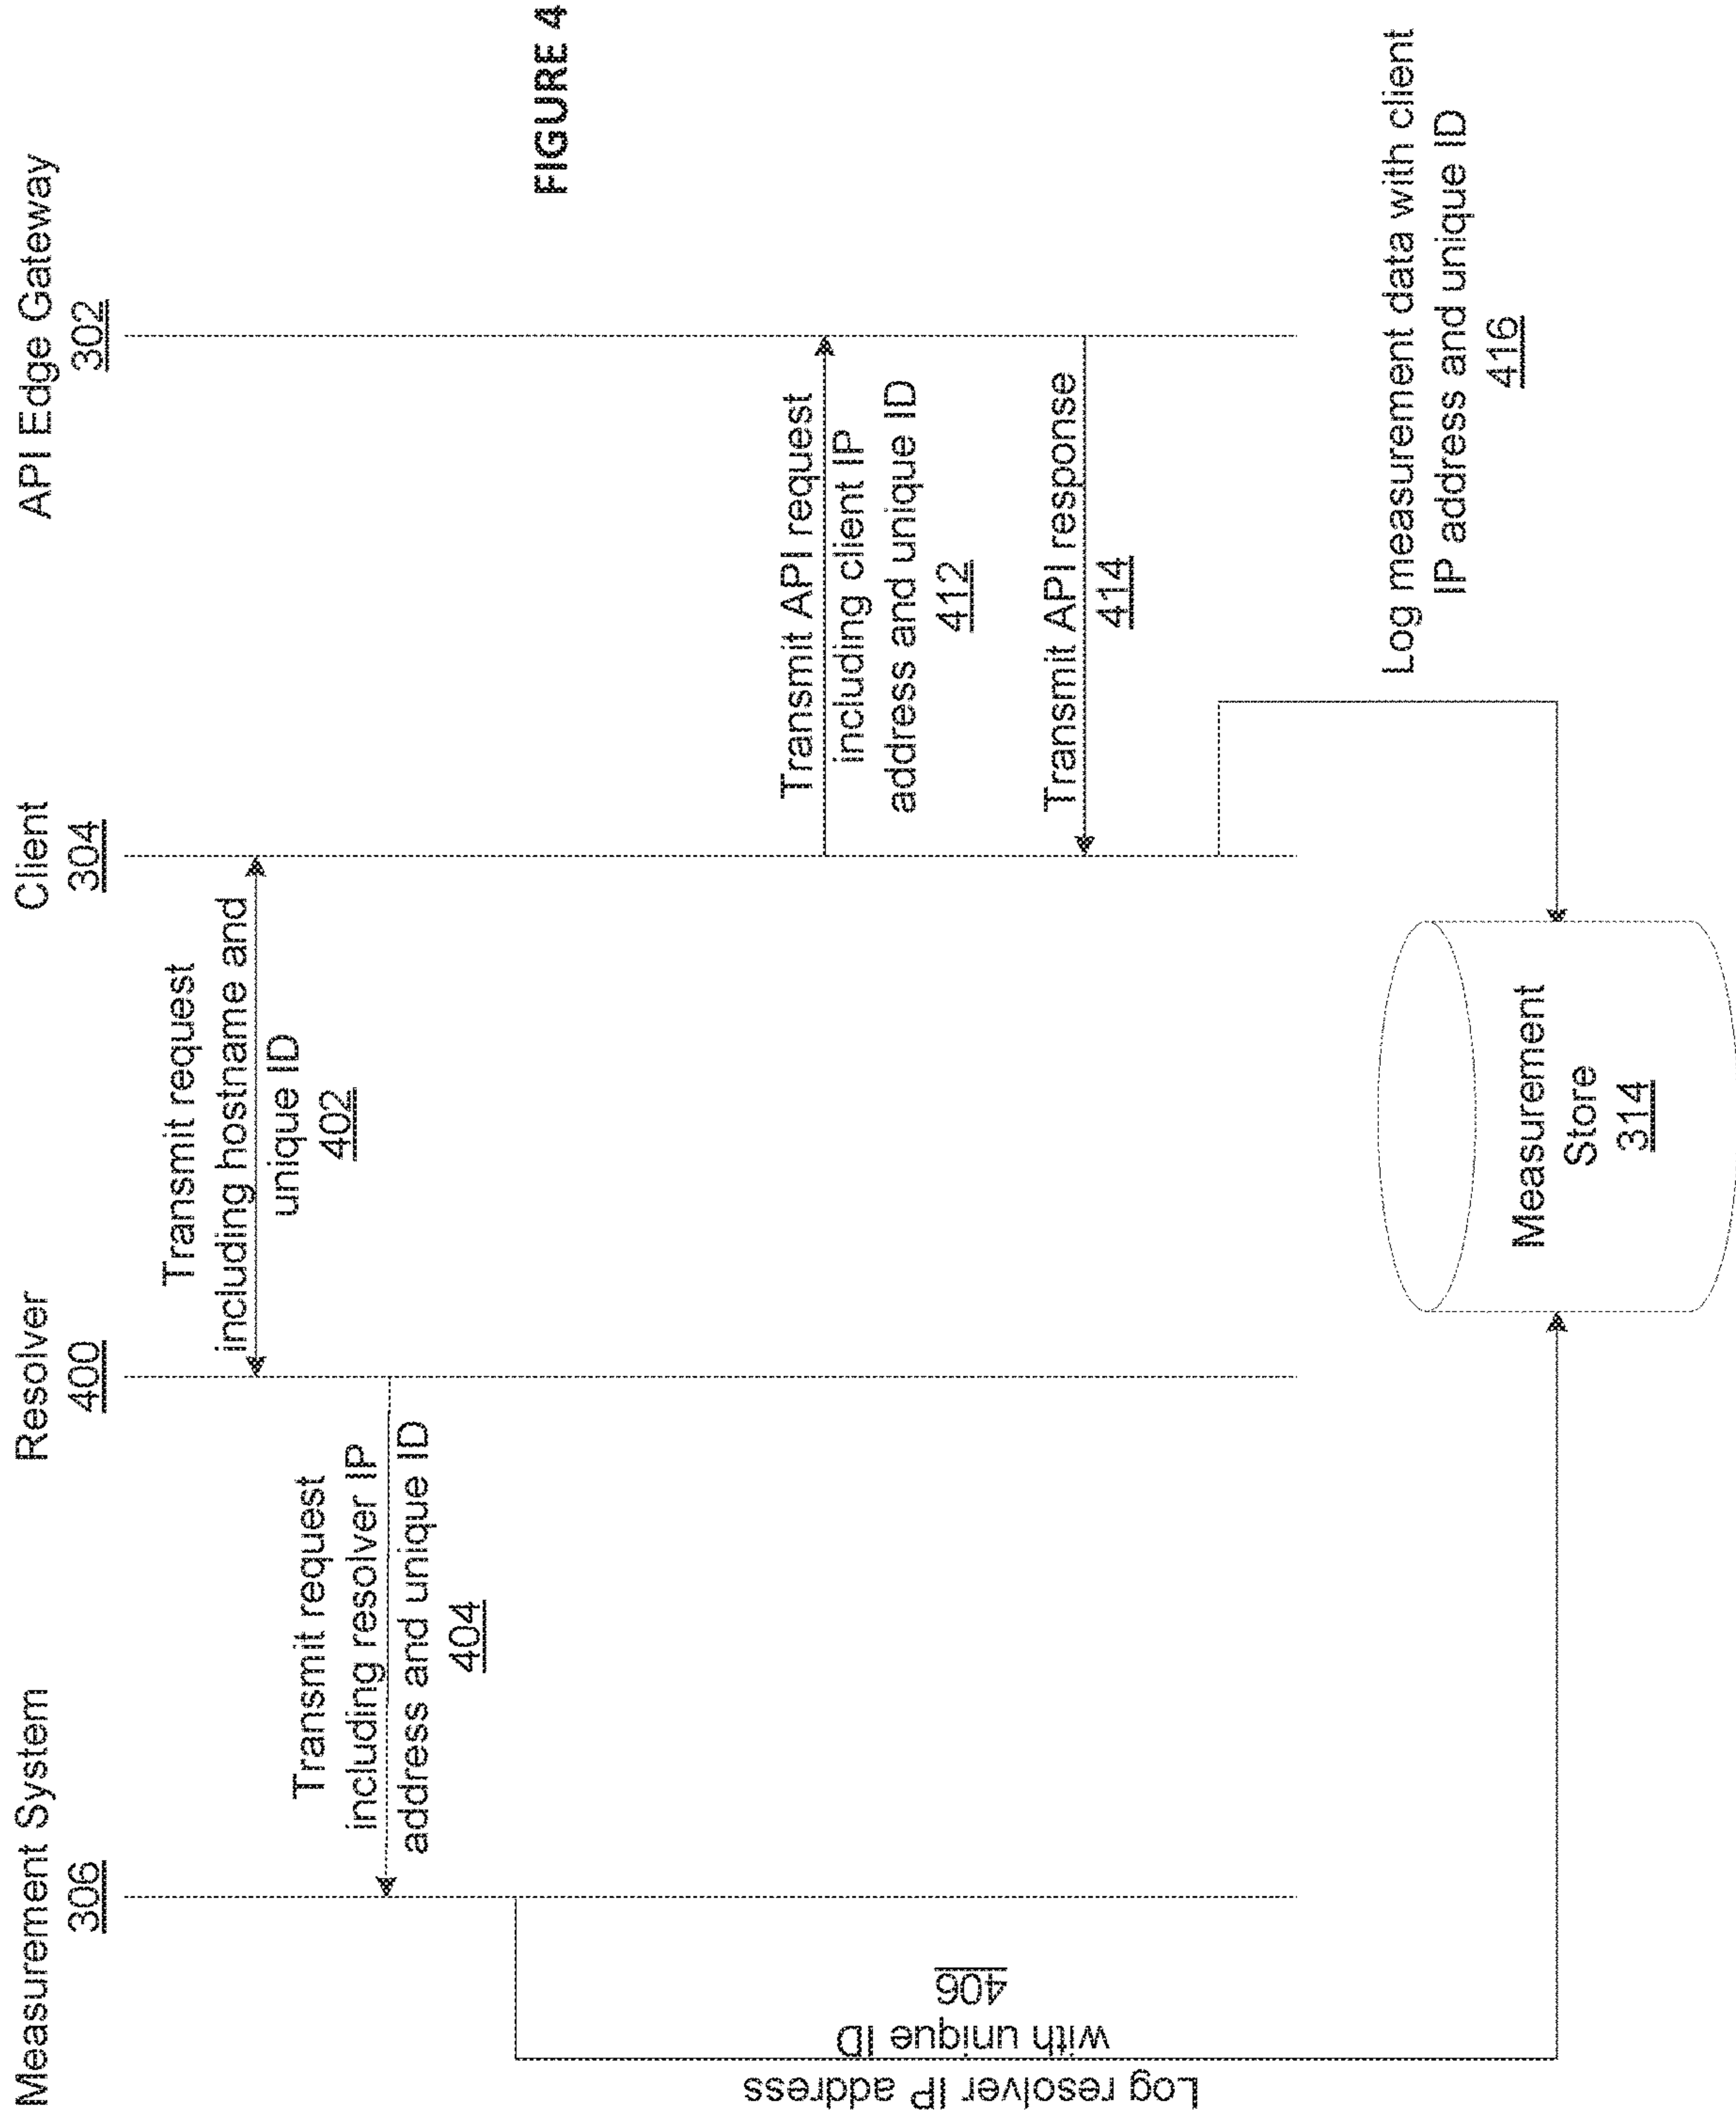 Measurement System
306
Resolver
400
Client
304
API Edge Gateway
302
Transmit request
including hostname and
unique ID
402
Transmit request
including resolver IP
address and unique ID
404
Log resolver IP address
with unique ID
406
Transmit API request
including client IP
address and unique ID
412
Transmit API response
414
Log measurement data with client
IP address and unique ID
416
Measurement
Store
314
FIGURE 4